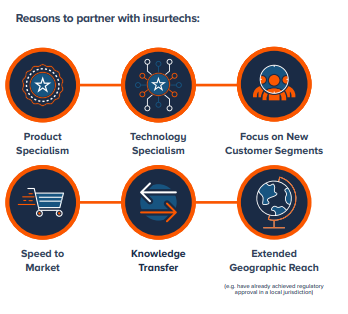 Reasons to partner with insurtechs:
Product
Specialism
Technology
Specialism
Focus on New
Customer Segments
Speed to
Market
Knowledge
Transfer
Extended
Geographic Reach
(e.g. have already achieved regulatory
approval in a local jurisdiction)